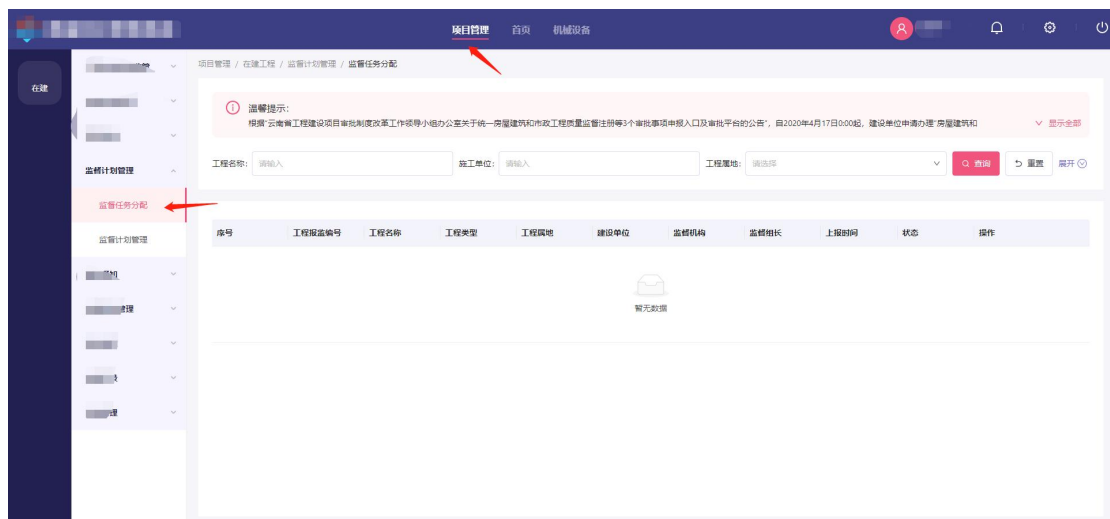 项目管理 首页 机械设备
在建
项目管理 / 在建工程 / 监督计划管理 / 监督任务分配
温馨提示:
根据“云南省工程建设项目审批制度改革工作领导小组办公室关于统一房屋建筑和市政工程质量监督注册等3个审批事项申报入口及审批平台的公告”，自2020年4月17日0:00起，建设单位申请办理“房屋建筑和 显示全部
监督计划管理
工程名称: 请输入 施工单位: 请输入 工程属地: 请选择 查询 重置 展开
监督任务分配
监督计划管理
序号 工程报监编号 工程名称 工程类型 工程属地 建设单位 监督机构 监督组长 上报时间 状态 操作
暂无数据
管理
理